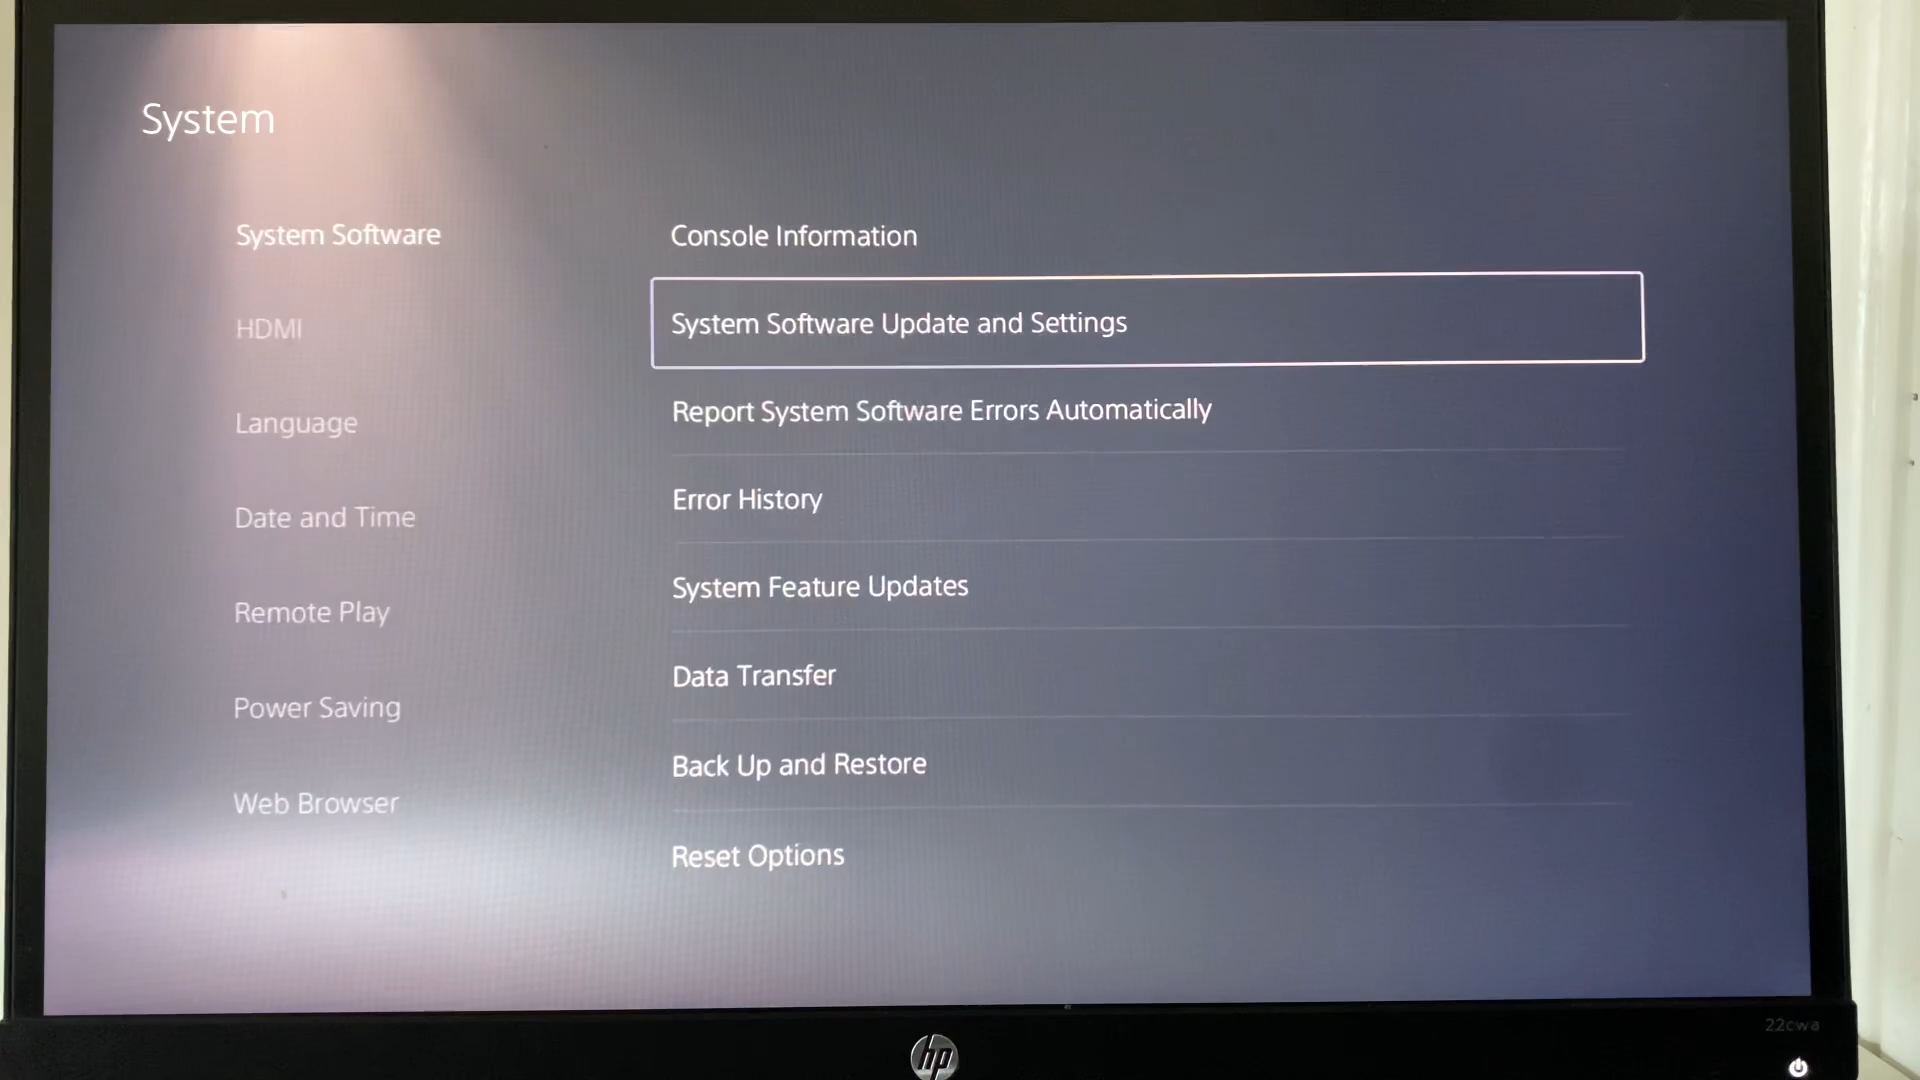 System
System Software
HDMI
Language
Date and Time
Remote Play
Power Saving
Web Browser
Console Information
System Software Update and Settings
Report System Software Errors Automatically
Error History
System Feature Updates
Data Transfer
Back Up and Restore
Reset Options
22cwa
hp